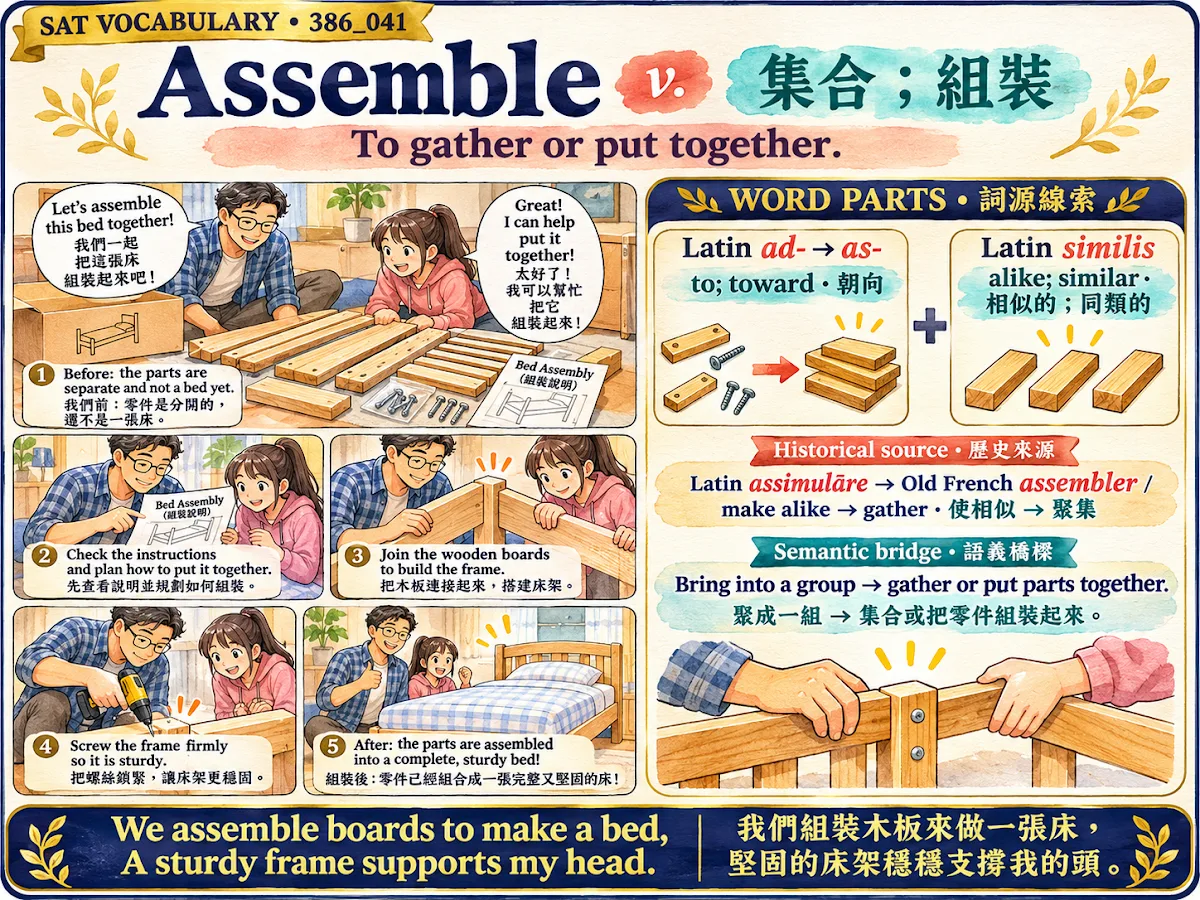 SAT VOCABULARY • 386_041
Assemble v. 集合；組裝
To gather or put together.
Let's assemble
this bed together!
我們一起
把這張床
組裝起來吧！
Great!
I can help
put it
together!
太好了！
我可以幫忙
把它
組裝起來！
Bed Assembly
(組裝說明)
1 Before: the parts are
separate and not a bed yet.
我們前：零件是分開的，
還不是一張床。
Bed Assembly
(組裝說明)
2 Check the instructions
and plan how to put it together.
先查看說明並規劃如何組裝。
3 Join the wooden boards
to build the frame.
把木板連接起來，搭建床架。
4 Screw the frame firmly
so it is sturdy.
把螺絲鎖緊，讓床架更穩固。
5 After: the parts are assembled
into a complete, sturdy bed!
組裝後：零件已經組合成一張完整又堅固的床！
WORD PARTS • 詞源線索
Latin ad- → as-
to; toward · 朝向
+
Latin similis
alike; similar ·
相似的；同類的
Historical source · 歷史來源
Latin assimulāre → Old French assembler /
make alike → gather · 使相似 → 聚集
Semantic bridge · 語義橋樑
Bring into a group → gather or put parts together.
聚成一組 → 集合或把零件組裝起來。
We assemble boards to make a bed,
A sturdy frame supports my head.
我們組裝木板來做一張床，
堅固的床架穩穩支撐我的頭。